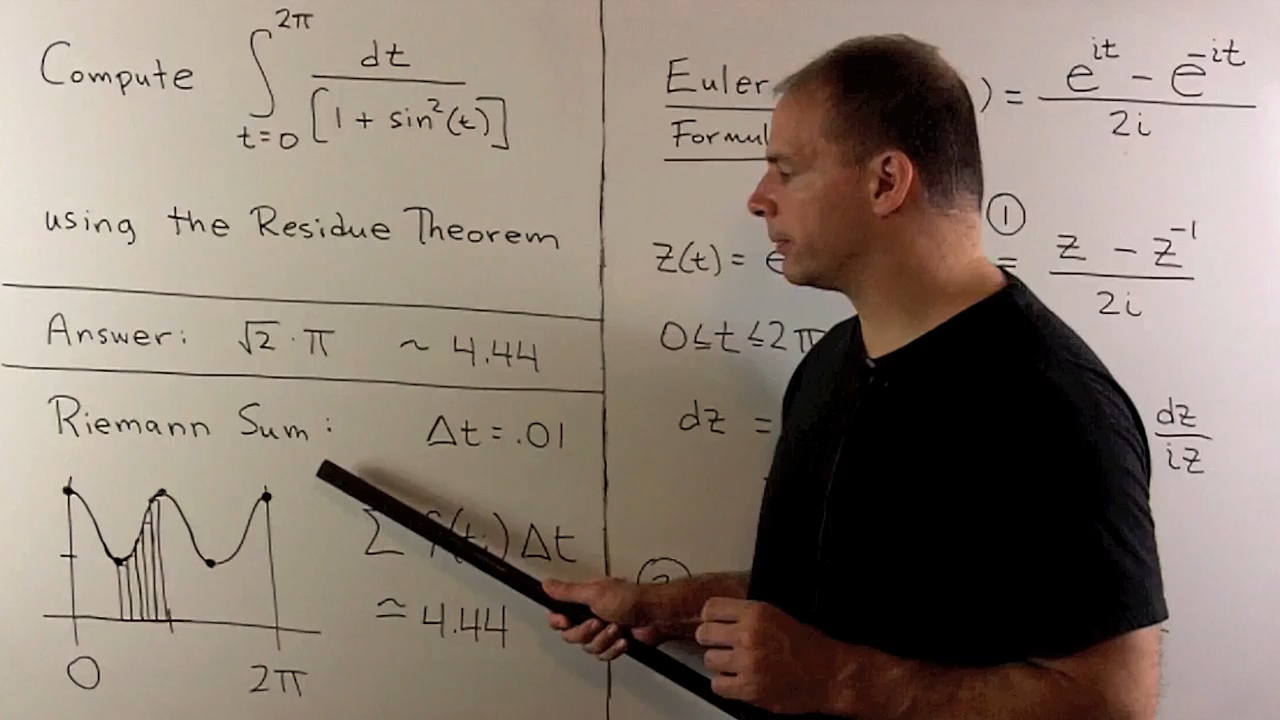 Compute ∫_{t=0}^{2π} dt / [1 + sin²(t)]
using the Residue Theorem
Answer: √2 · π ~ 4.44
Riemann Sum: Δt = .01
Σ f(tᵢ) Δt
≃ 4.44
0 2π
Euler ) = (e^{it} - e^{-it}) / 2i
①
z(t) = e = (z - z^{-1}) / 2i
0 ≤ t ≤ 2π
dz = dz / iz